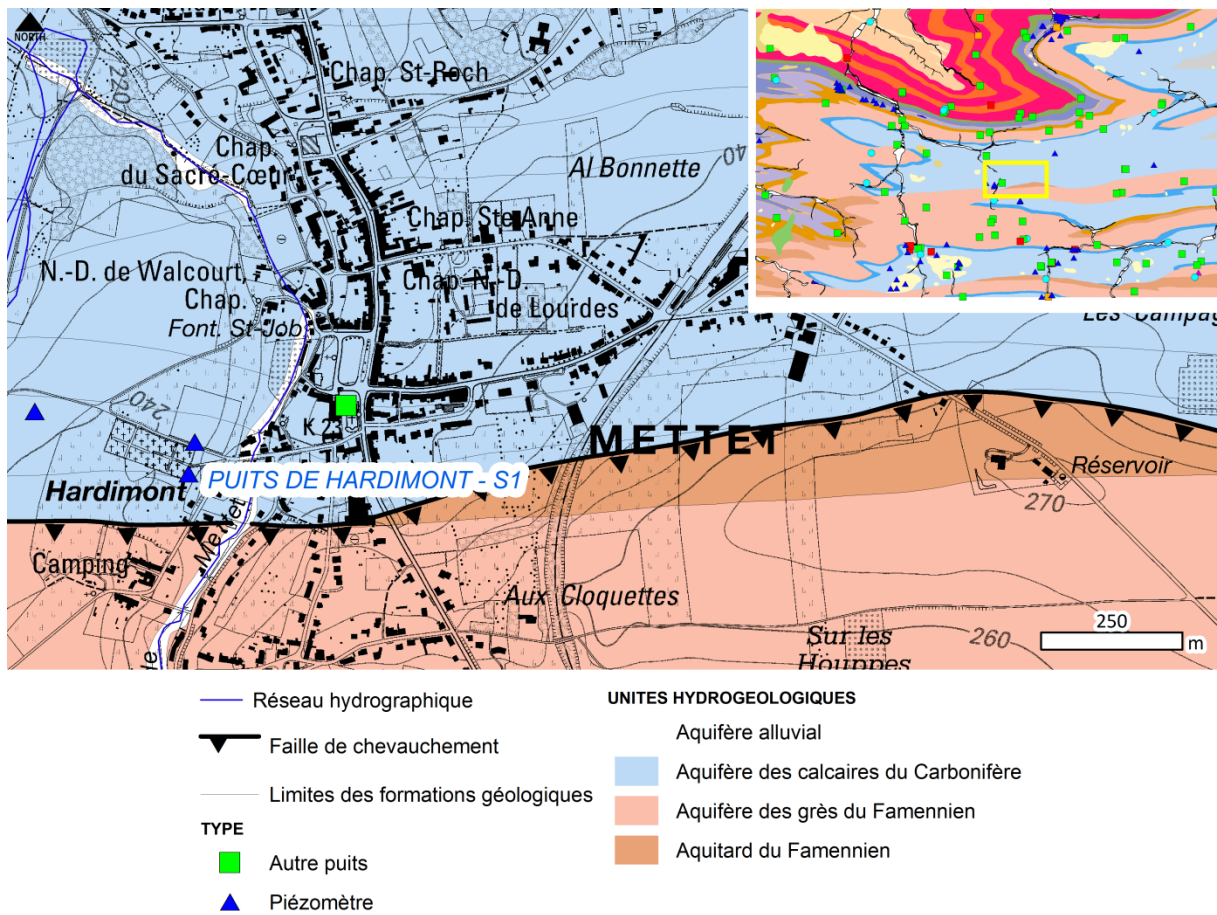 NORTH
220
Chap. St-Roch
Chap.
du Sacré-Cœur
Al Bonnette
40
Chap. Ste Anne
N.-D. de Walcourt
Chap.
Chap. N.-D.
de Lourdes
Font. St-Job
240
K 23
METTET
PUITS DE HARDIMONT - S1
Hardimont
Réservoir
270
Mettet
Camping
Aux Cloquettes
Sur les
Houppes
260
250
m
Réseau hydrographique
Faille de chevauchement
Limites des formations géologiques
TYPE
Autre puits
Piézomètre
UNITES HYDROGEOLOGIQUES
Aquifère alluvial
Aquifère des calcaires du Carbonifère
Aquifère des grès du Famennien
Aquitard du Famennien